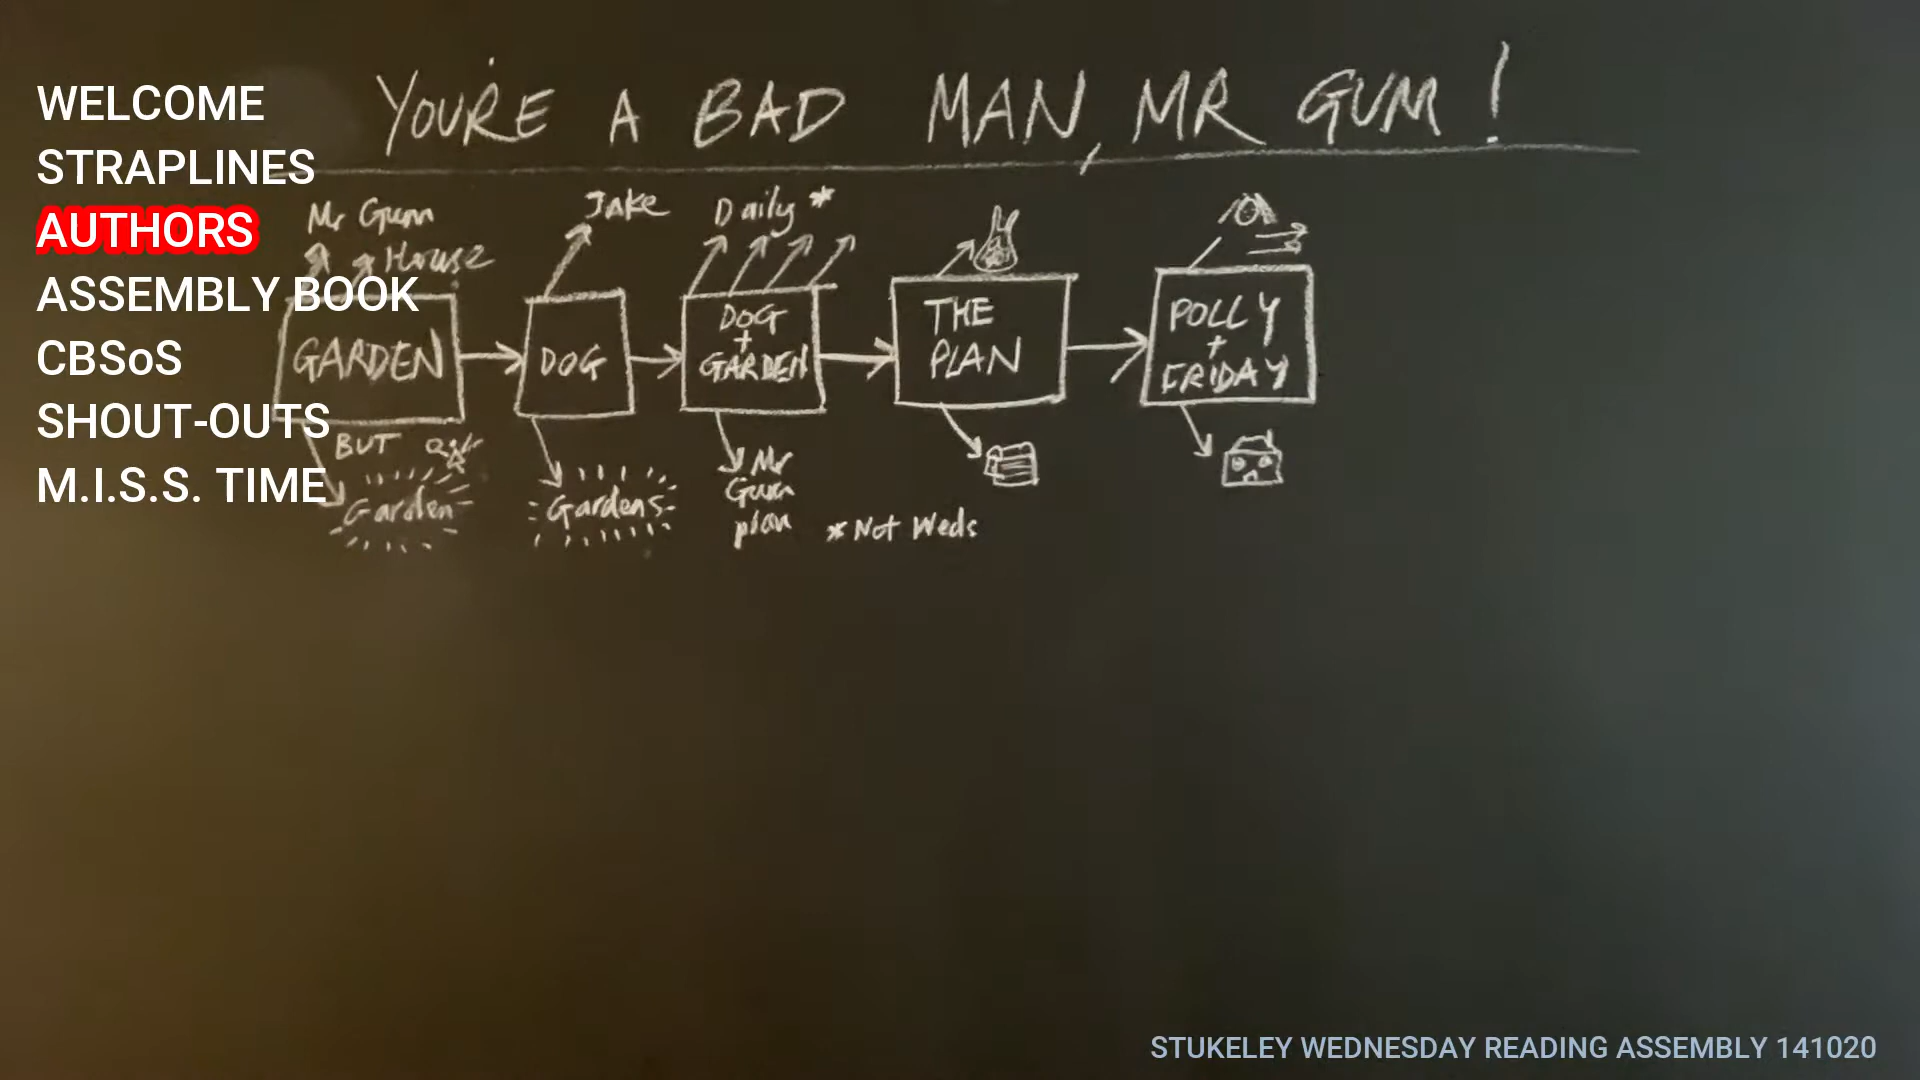 YOU'RE A BAD MAN, MR GUM!
WELCOME
STRAPLINES
AUTHORS
ASSEMBLY BOOK
CBSoS
SHOUT-OUTS
M.I.S.S. TIME
Mr Gum
House
Jake
Daily *
GARDEN
DOG
DOG
+
GARDEN
THE
PLAN
POLLY
+
FRIDAY
BUT
Garden
Gardens
Mr
Gum
plan
* Not Weds
STUKELEY WEDNESDAY READING ASSEMBLY 141020